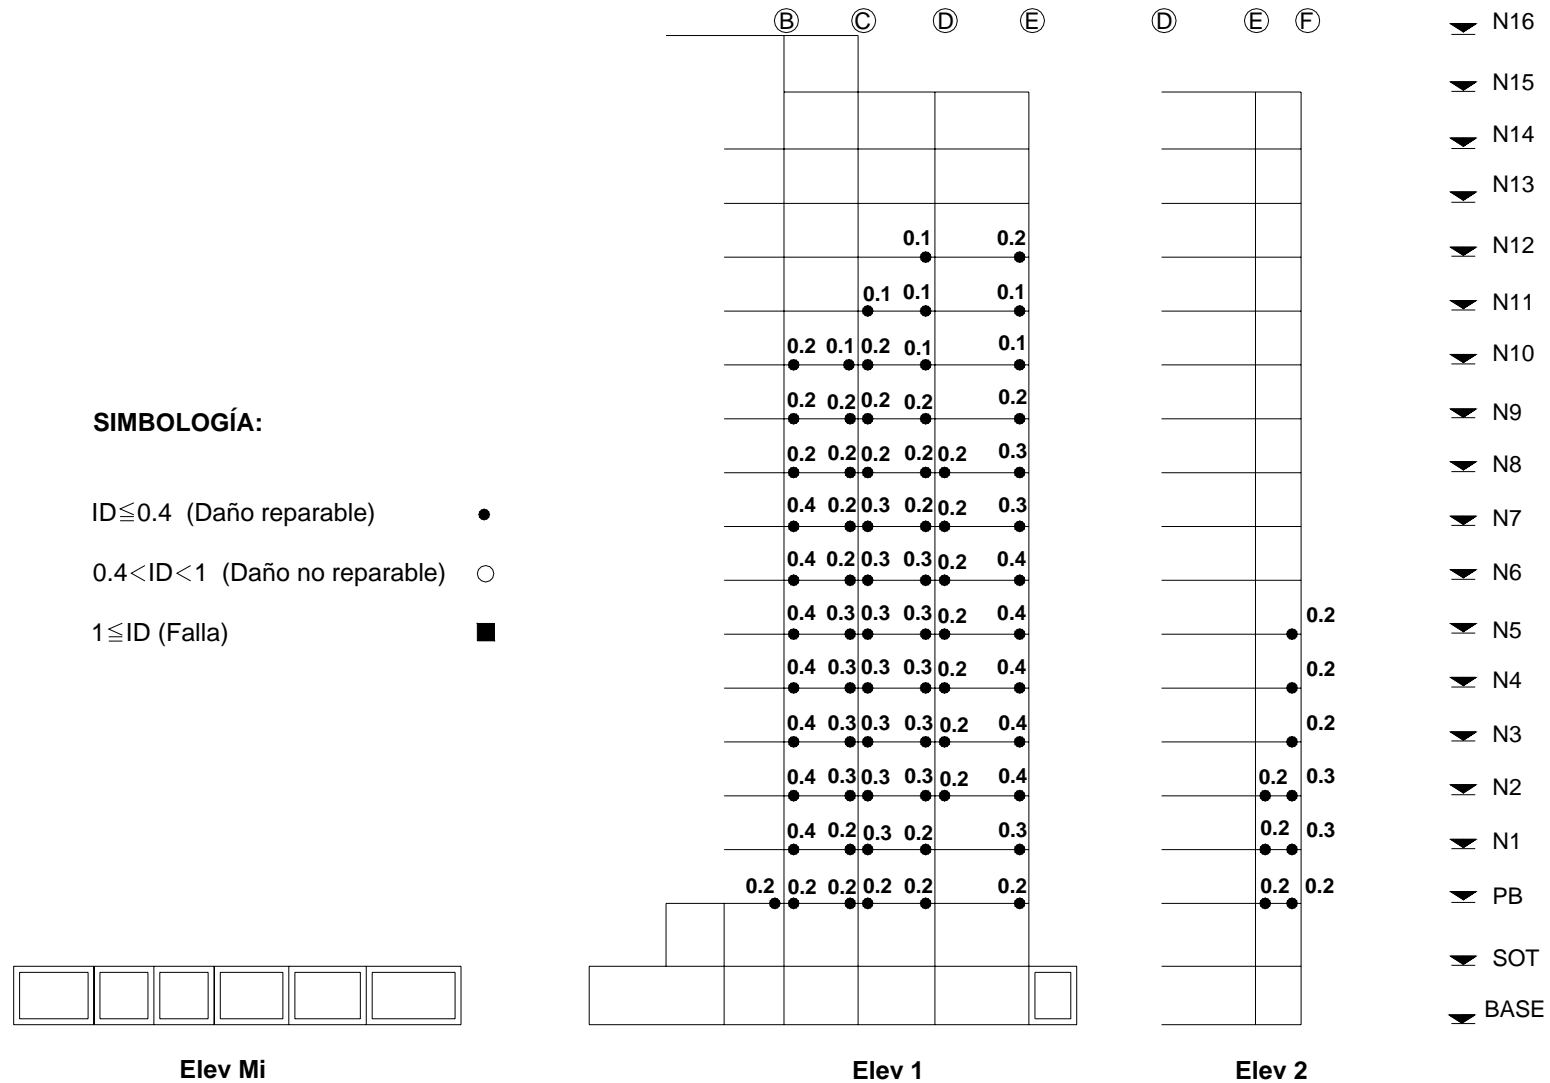 B C D E D E F N16
N15
N14
N13
0.1 0.2 N12
0.1 0.1 0.1 N11
0.2 0.1 0.2 0.1 0.1 N10
0.2 0.2 0.2 0.2 0.2 N9
SIMBOLOGÍA:
0.2 0.2 0.2 0.2 0.2 0.3 N8
ID≦0.4 (Daño reparable) 0.4 0.2 0.3 0.2 0.2 0.3 N7
0.4<ID<1 (Daño no reparable) 0.4 0.2 0.3 0.3 0.2 0.4 N6
1≦ID (Falla) 0.4 0.3 0.3 0.3 0.2 0.4 0.2 N5
0.4 0.3 0.3 0.3 0.2 0.4 0.2 N4
0.4 0.3 0.3 0.3 0.2 0.4 0.2 N3
0.4 0.3 0.3 0.3 0.2 0.4 0.2 0.3 N2
0.4 0.2 0.3 0.2 0.3 0.2 0.3 N1
0.2 0.2 0.2 0.2 0.2 0.2 0.2 0.2 PB
SOT
BASE
Elev Mi Elev 1 Elev 2